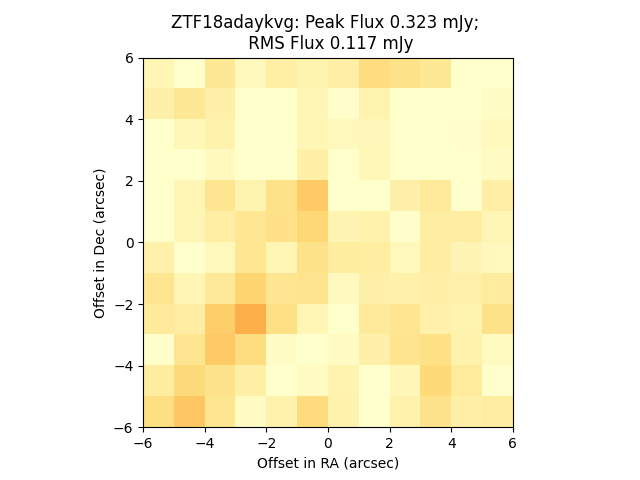 ZTF18adaykvg: Peak Flux 0.323 mJy;
RMS Flux 0.117 mJy
6
4
2
0
−2
−4
−6
Offset in Dec (arcsec)
−6 −4 −2 0 2 4 6
Offset in RA (arcsec)